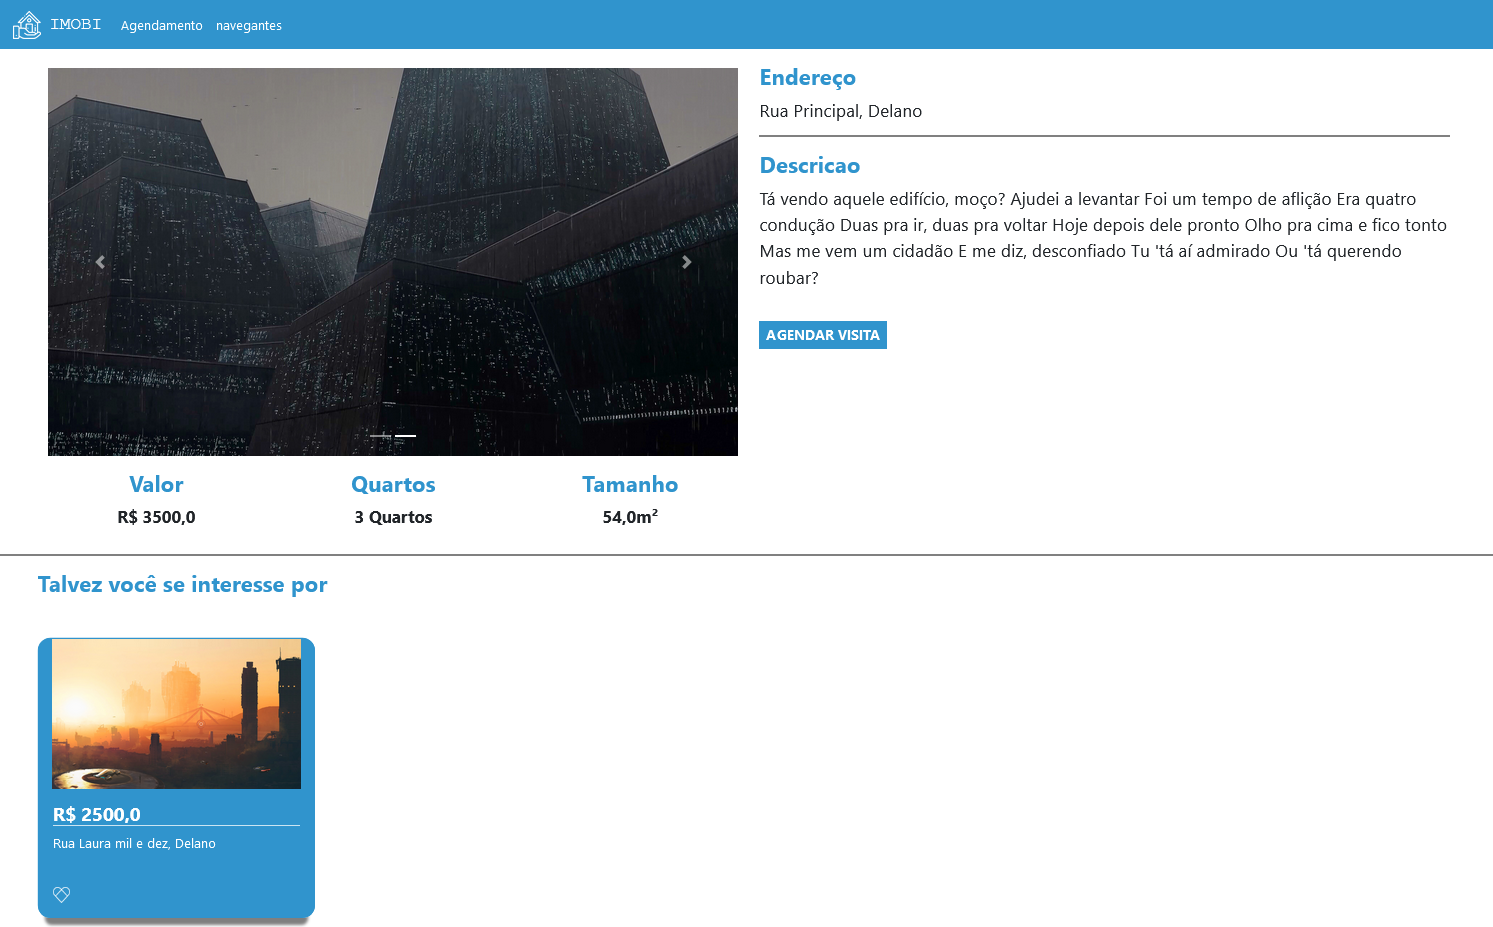 IMOBI Agendamento navegantes
Endereço
Rua Principal, Delano
Descricao
Tá vendo aquele edifício, moço? Ajudei a levantar Foi um tempo de aflição Era quatro
condução Duas pra ir, duas pra voltar Hoje depois dele pronto Olho pra cima e fico tonto
Mas me vem um cidadão E me diz, desconfiado Tu 'tá aí admirado Ou 'tá querendo
roubar?
AGENDAR VISITA
Valor Quartos Tamanho
R$ 3500,0 3 Quartos 54,0m²
Talvez você se interesse por
R$ 2500,0
Rua Laura mil e dez, Delano